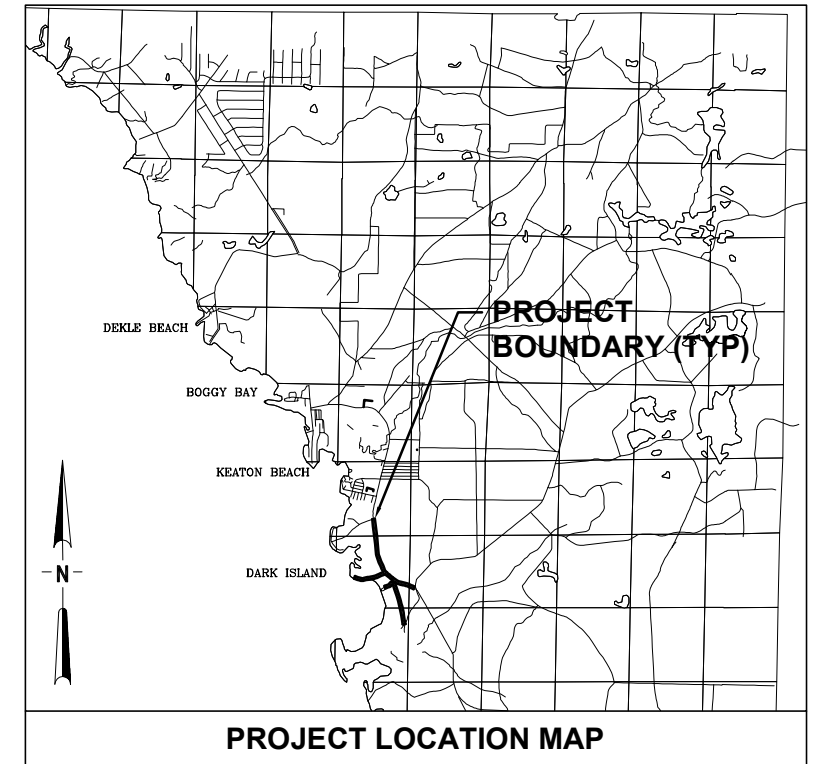 PROJECT
BOUNDARY (TYP)
DEKLE BEACH
BOGGY BAY
KEATON BEACH
DARK ISLAND
N
PROJECT LOCATION MAP